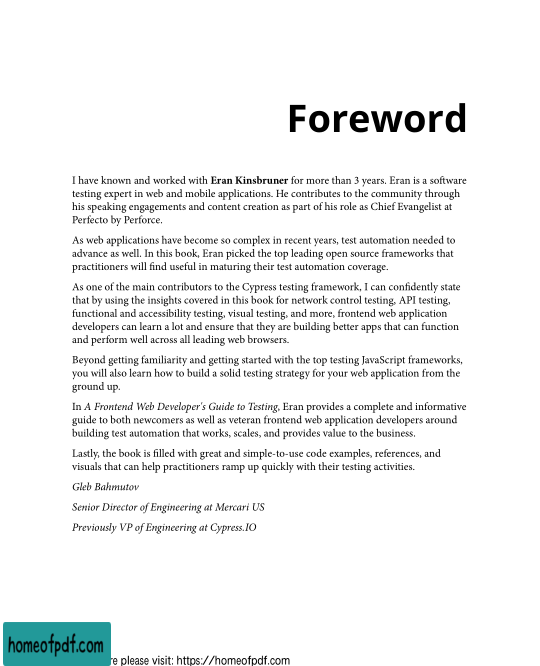 Foreword
I have known and worked with Eran Kinsbruner for more than 3 years. Eran is a software
testing expert in web and mobile applications. He contributes to the community through
his speaking engagements and content creation as part of his role as Chief Evangelist at
Perfecto by Perforce.
As web applications have become so complex in recent years, test automation needed to
advance as well. In this book, Eran picked the top leading open source frameworks that
practitioners will find useful in maturing their test automation coverage.
As one of the main contributors to the Cypress testing framework, I can confidently state
that by using the insights covered in this book for network control testing, API testing,
functional and accessibility testing, visual testing, and more, frontend web application
developers can learn a lot and ensure that they are building better apps that can function
and perform well across all leading web browsers.
Beyond getting familiarity and getting started with the top testing JavaScript frameworks,
you will also learn how to build a solid testing strategy for your web application from the
ground up.
In A Frontend Web Developer's Guide to Testing, Eran provides a complete and informative
guide to both newcomers as well as veteran frontend web application developers around
building test automation that works, scales, and provides value to the business.
Lastly, the book is filled with great and simple-to-use code examples, references, and
visuals that can help practitioners ramp up quickly with their testing activities.
Gleb Bahmutov
Senior Director of Engineering at Mercari US
Previously VP of Engineering at Cypress.IO
homeofpdf.com
please visit: https://homeofpdf.com